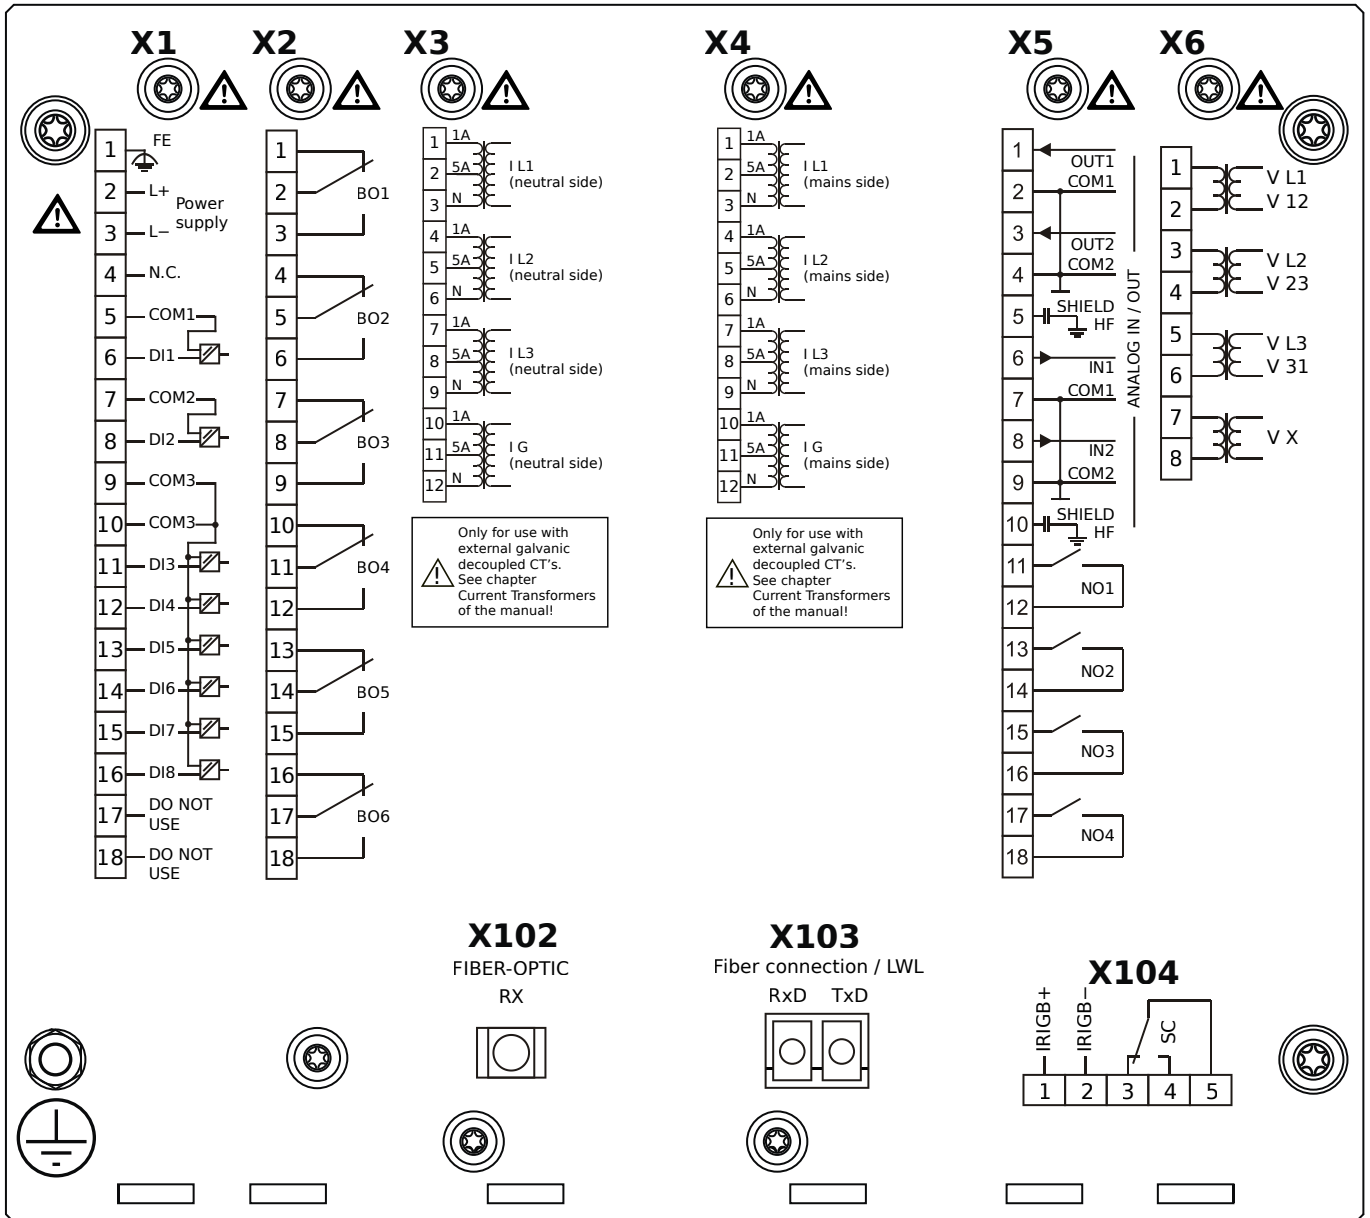 X1
X2
X3
X4
X5
X6
1
FE
2
L+
Power
supply
3
L−
4
N.C.
5
COM1
6
DI1
7
COM2
8
DI2
9
COM3
10
COM3
11
DI3
12
DI4
13
DI5
14
DI6
15
DI7
16
DI8
17
DO NOT
USE
18
DO NOT
USE
1
2
BO1
3
4
5
BO2
6
7
8
BO3
9
10
11
BO4
12
13
14
BO5
15
16
17
BO6
18
1
1A
2
5A
I L1
(neutral side)
3
N
4
1A
5
5A
I L2
(neutral side)
6
N
7
1A
8
5A
I L3
(neutral side)
9
N
10
1A
11
5A
I G
(neutral side)
12
N
Only for use with
external galvanic
decoupled CT’s.
See chapter
Current Transformers
of the manual!
1
1A
2
5A
I L1
(mains side)
3
N
4
1A
5
5A
I L2
(mains side)
6
N
7
1A
8
5A
I L3
(mains side)
9
N
10
1A
11
5A
I G
(mains side)
12
N
Only for use with
external galvanic
decoupled CT’s.
See chapter
Current Transformers
of the manual!
1
OUT1
2
COM1
3
OUT2
4
COM2
5
SHIELD
HF
6
IN1
7
COM1
8
IN2
9
COM2
10
SHIELD
HF
ANALOG IN / OUT
11
NO1
12
13
NO2
14
15
NO3
16
17
NO4
18
1
V L1
2
V 12
3
V L2
4
V 23
5
V L3
6
V 31
7
V X
8
X102
FIBER-OPTIC
RX
X103
Fiber connection / LWL
RxD TxD
X104
IRIGB+
IRIGB−
SC
1 2 3 4 5